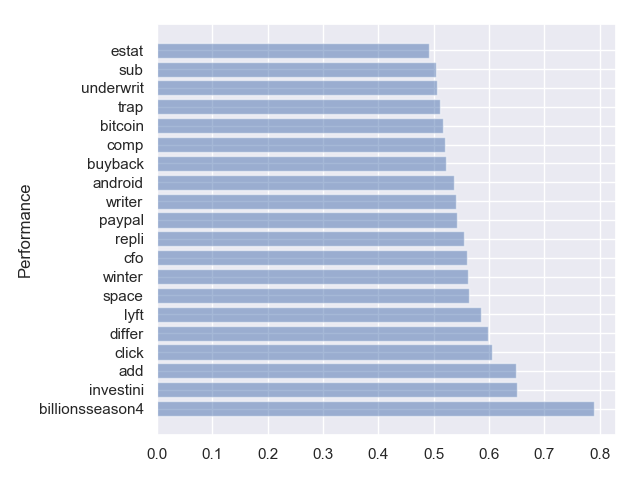 Performance
estat
sub
underwrit
trap
bitcoin
comp
buyback
android
writer
paypal
repli
cfo
winter
space
lyft
differ
click
add
investini
billionsseason4
0.0 0.1 0.2 0.3 0.4 0.5 0.6 0.7 0.8